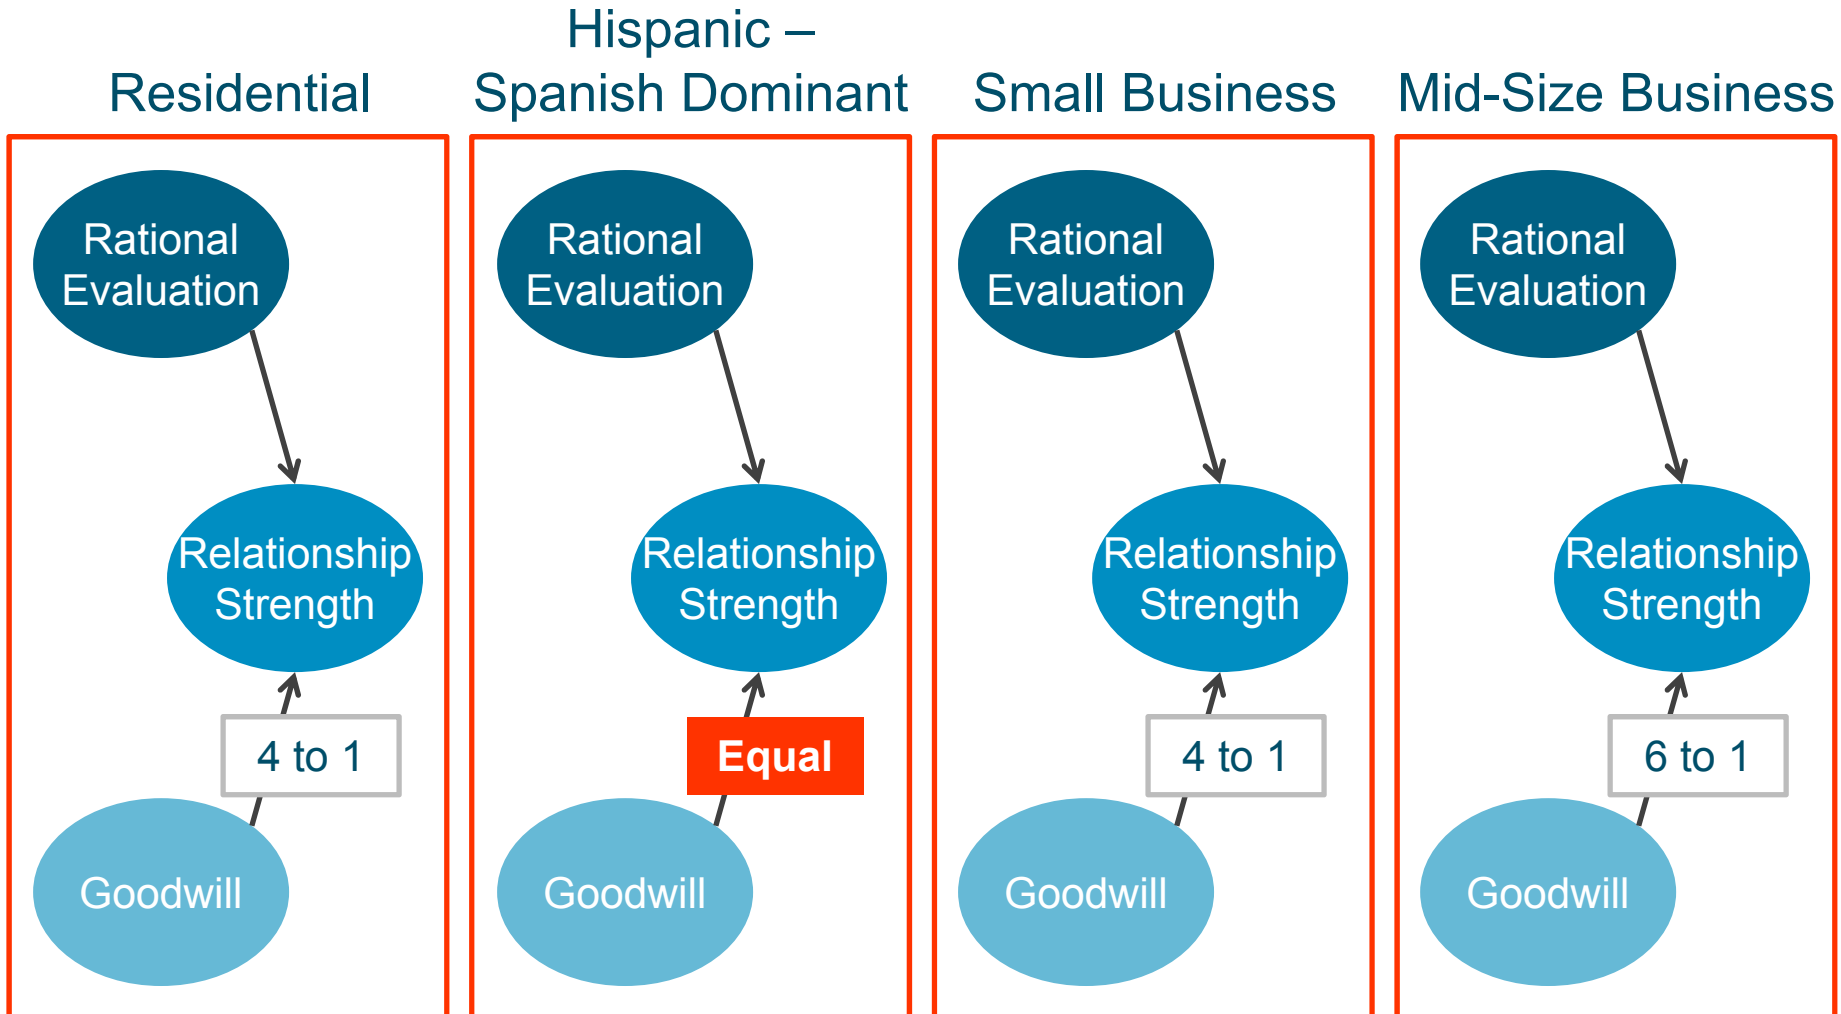 Residential
Hispanic –
Spanish Dominant
Small Business
Mid-Size Business
Rational
Evaluation
Relationship
Strength
4 to 1
Goodwill
Rational
Evaluation
Relationship
Strength
Equal
Goodwill
Rational
Evaluation
Relationship
Strength
4 to 1
Goodwill
Rational
Evaluation
Relationship
Strength
6 to 1
Goodwill